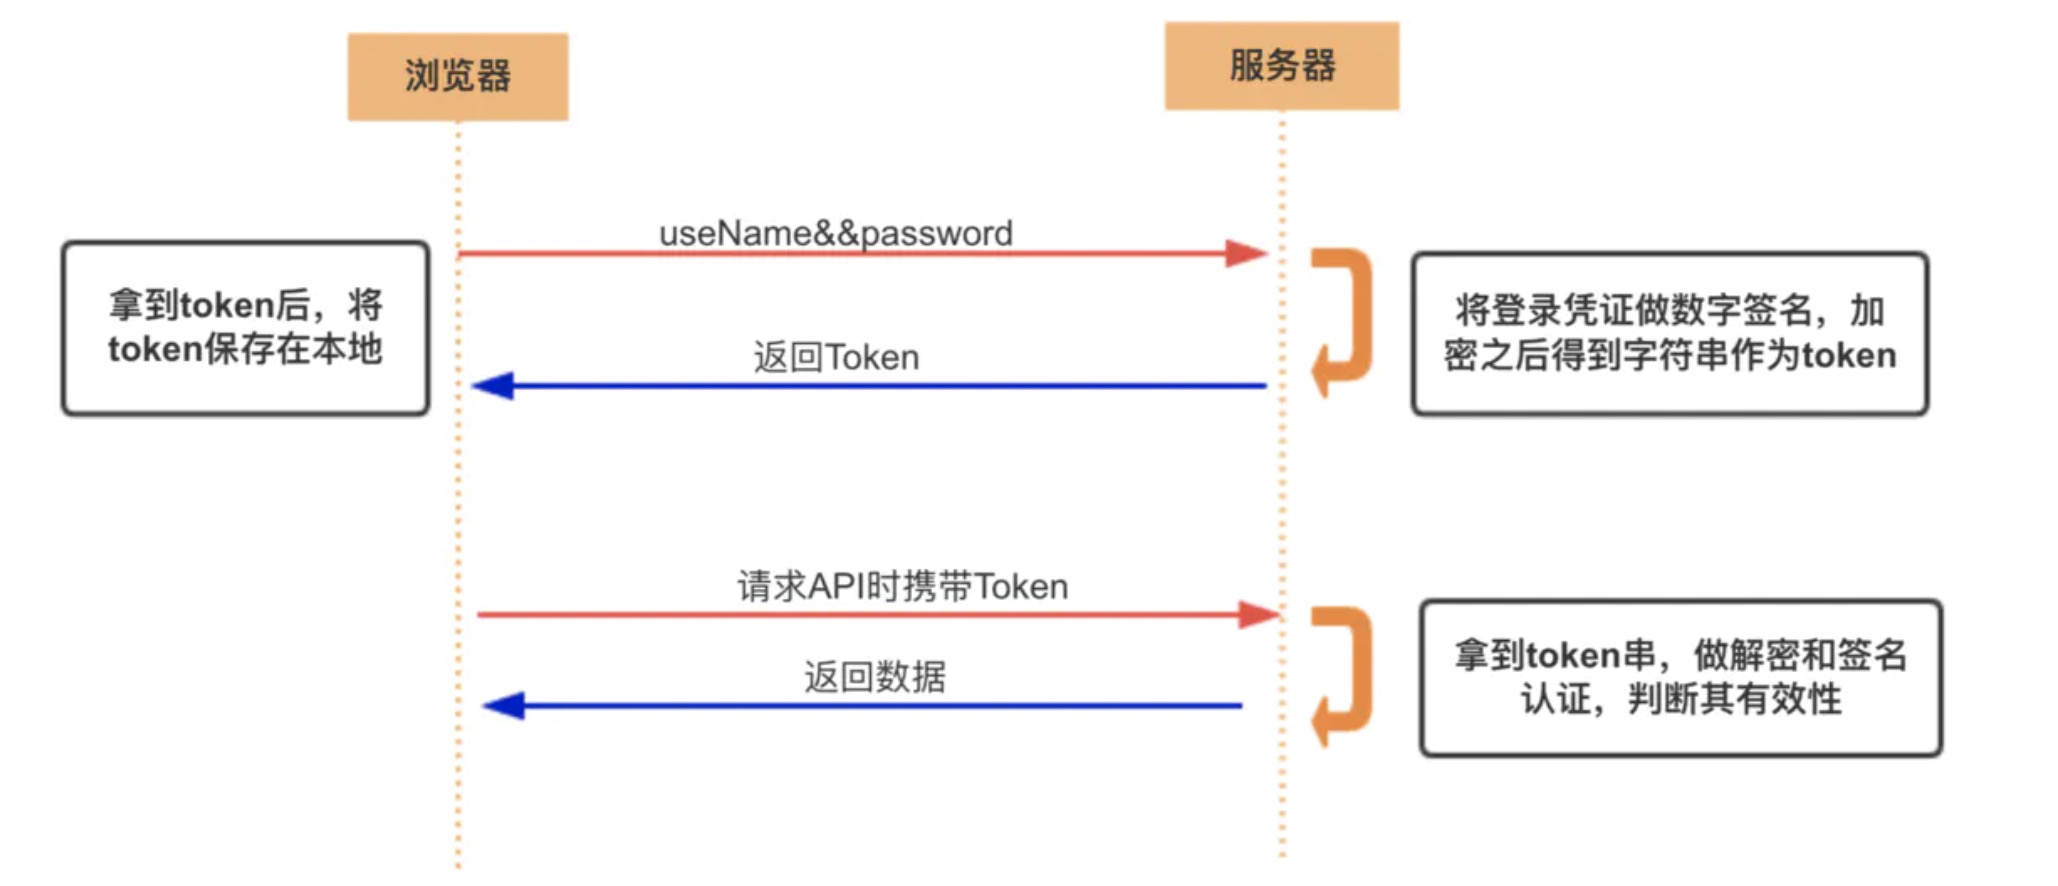 浏览器
服务器
useName&&password
拿到token后，将
token保存在本地
将登录凭证做数字签名，加
密之后得到字符串作为token
返回Token
请求API时携带Token
拿到token串，做解密和签名
认证，判断其有效性
返回数据